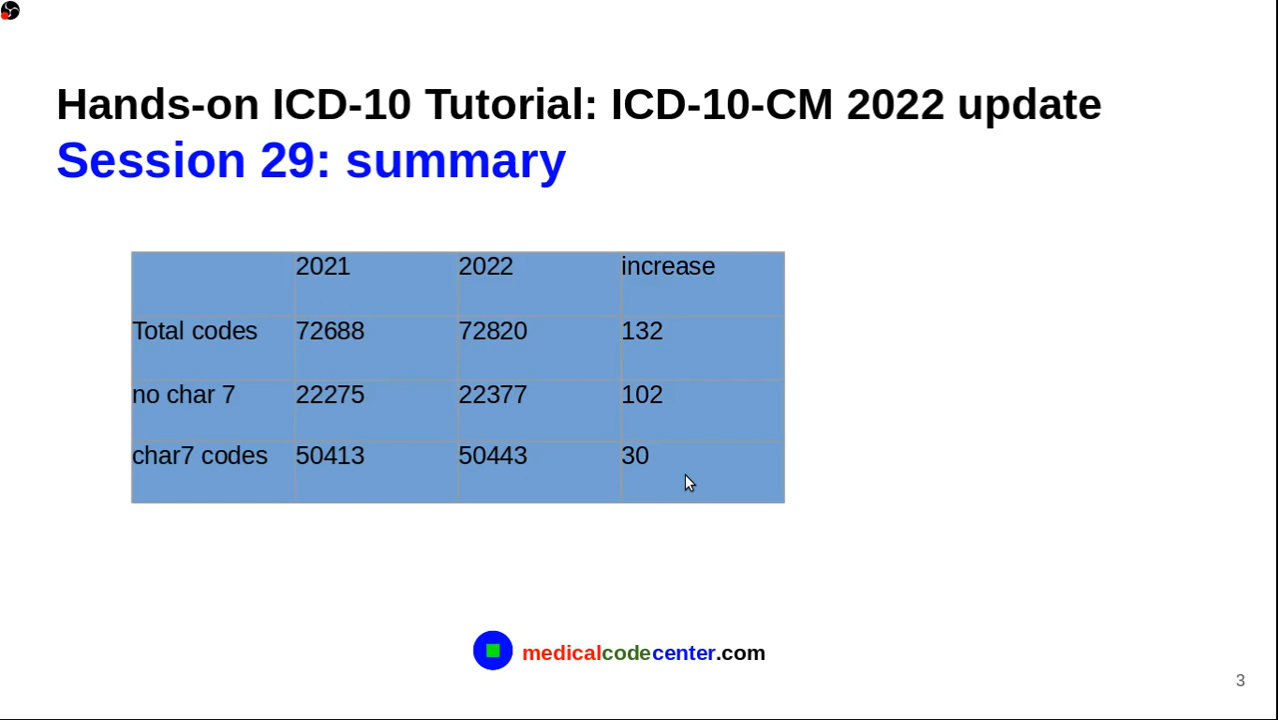 Hands-on ICD-10 Tutorial: ICD-10-CM 2022 update
Session 29: summary
2021 2022 increase
Total codes 72688 72820 132
no char 7 22275 22377 102
char7 codes 50413 50443 30
medicalcodecenter.com
3